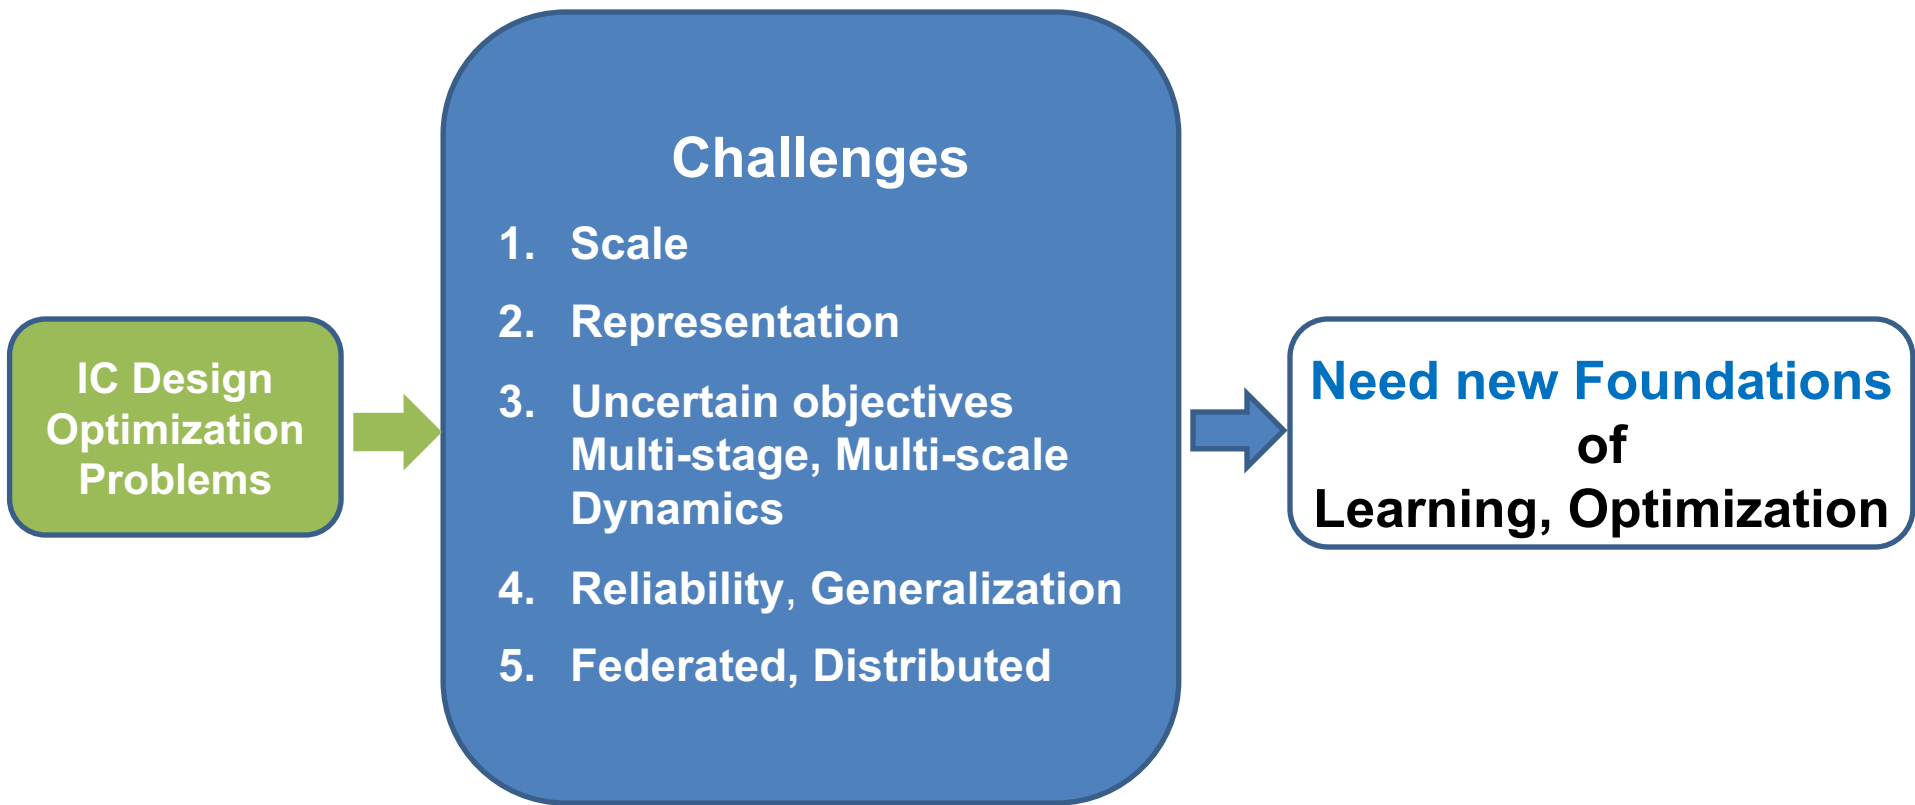 IC Design
Optimization
Problems
Challenges
1. Scale
2. Representation
3. Uncertain objectives
Multi-stage, Multi-scale
Dynamics
4. Reliability, Generalization
5. Federated, Distributed
Need new Foundations
of
Learning, Optimization